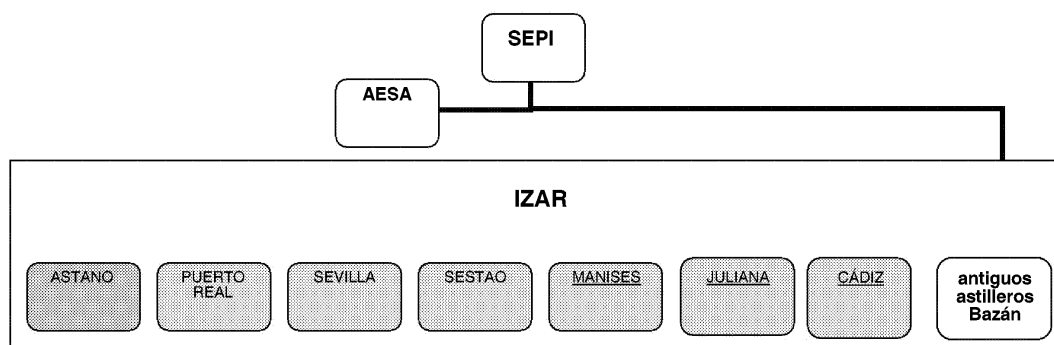 SEPI
AESA
IZAR
ASTANO
PUERTO
REAL
SEVILLA
SESTAO
MANISES
JULIANA
CÁDIZ
antiguos
astilleros
Bazán